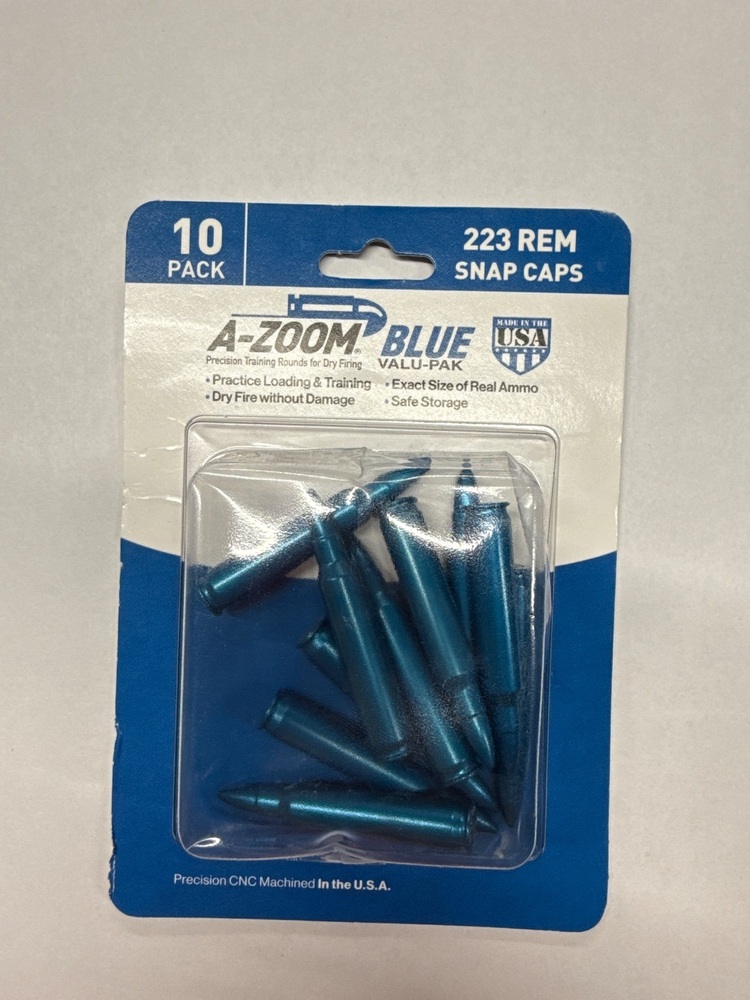 10
PACK
223 REM
SNAP CAPS
A-ZOOM®
Precision Training Rounds for Dry Firing
BLUE
VALU-PAK
MADE IN THE
USA
• Practice Loading & Training
• Dry Fire without Damage
• Exact Size of Real Ammo
• Safe Storage
Precision CNC Machined In the U.S.A.